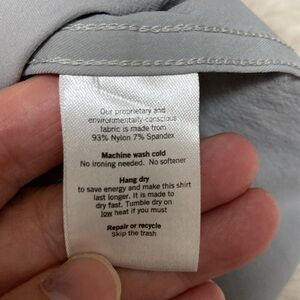 Our proprietary and
environmentally-conscious
fabric is made from
93% Nylon 7% Spandex
Machine wash cold
No ironing needed. No softener
Hang dry
to save energy and make this shirt
last longer. It is made to
dry fast. Tumble dry on
low heat if you must
Repair or recycle
Skip the trash